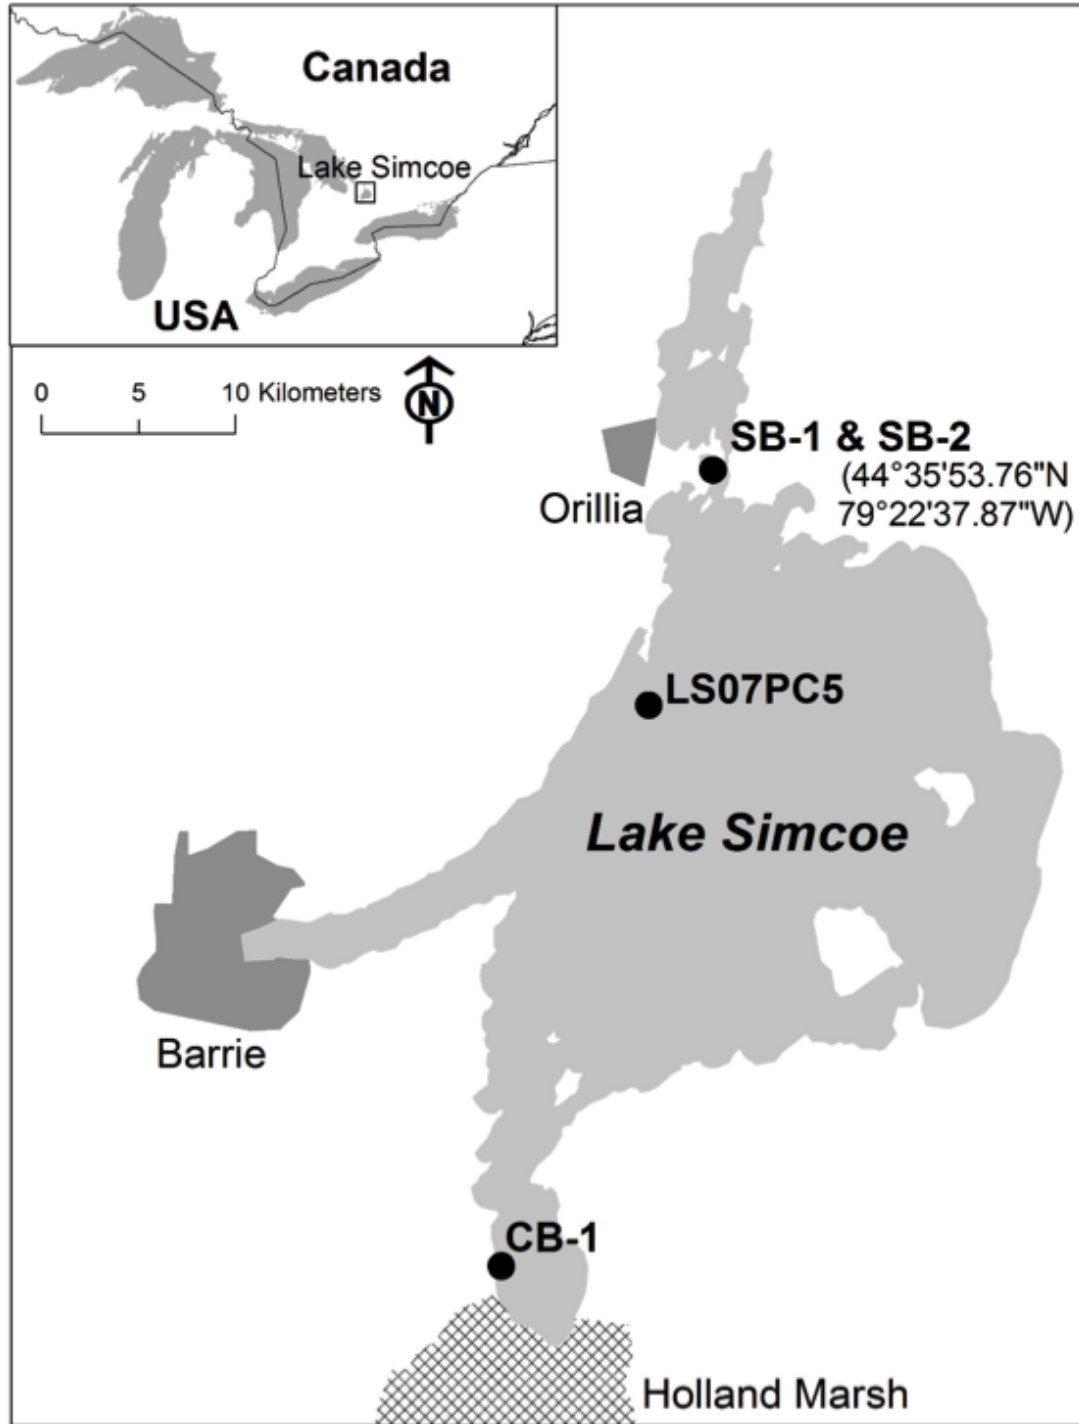 Canada
Lake Simcoe
USA
0 5 10 Kilometers
N
SB-1 & SB-2
(44°35'53.76"N
79°22'37.87"W)
Orillia
LS07PC5
Lake Simcoe
Barrie
CB-1
Holland Marsh